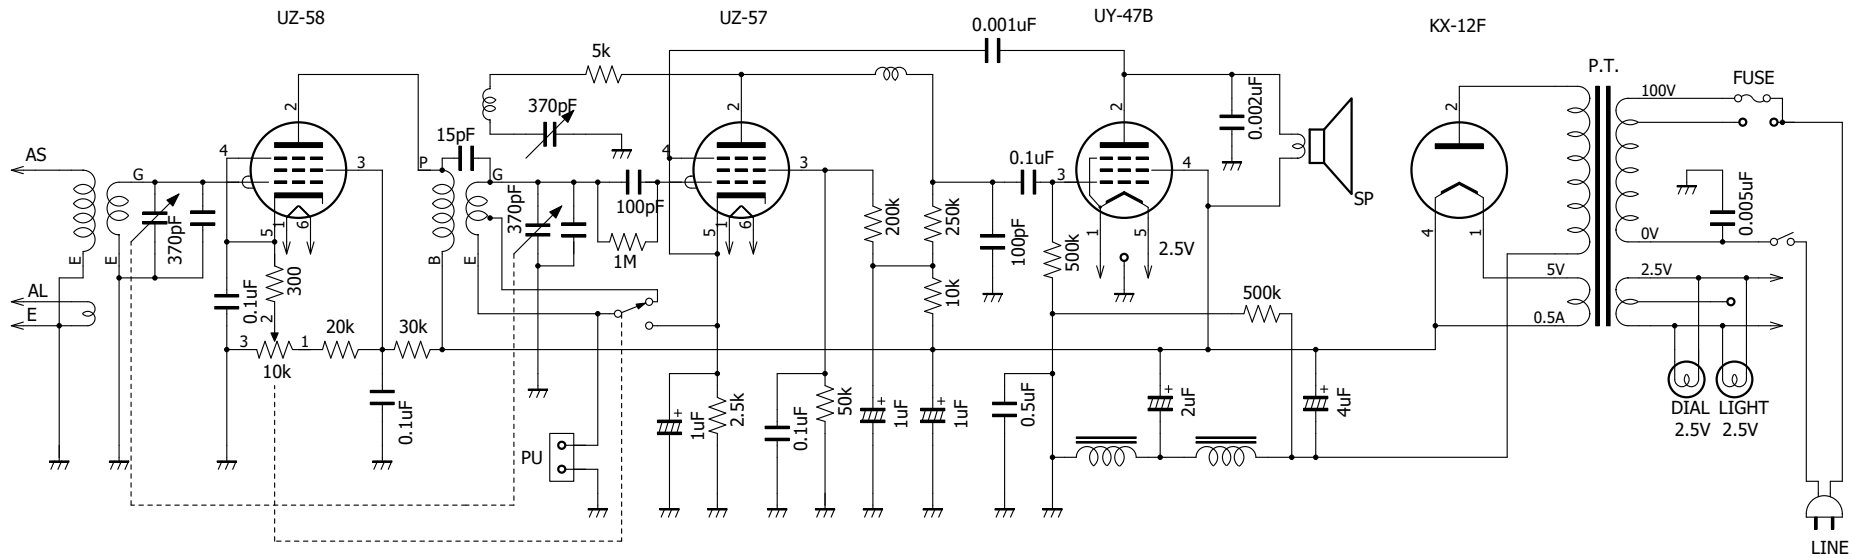 UZ-58
UZ-57
UY-47B
KX-12F
0.001uF
5k
P.T.
FUSE
100V
2
2
2
2
370pF
0.002uF
15pF
AS
4
3
P
4
3
0.1uF
3
4
G
G
100pF
SP
370pF
370pF
200k
250k
0.005uF
5
1
6
5
1
6
1
5
4
1
1M
100pF
500k
2.5V
0V
E
E
B
E
300
5V
2.5V
AL
0.1uF
10k
500k
E
2
0.5A
20k
30k
3
1
10k
0.1uF
1uF
2.5k
0.1uF
50k
1uF
1uF
0.5uF
2uF
4uF
DIAL LIGHT
2.5V 2.5V
PU
LINE
+
+
+
+
+